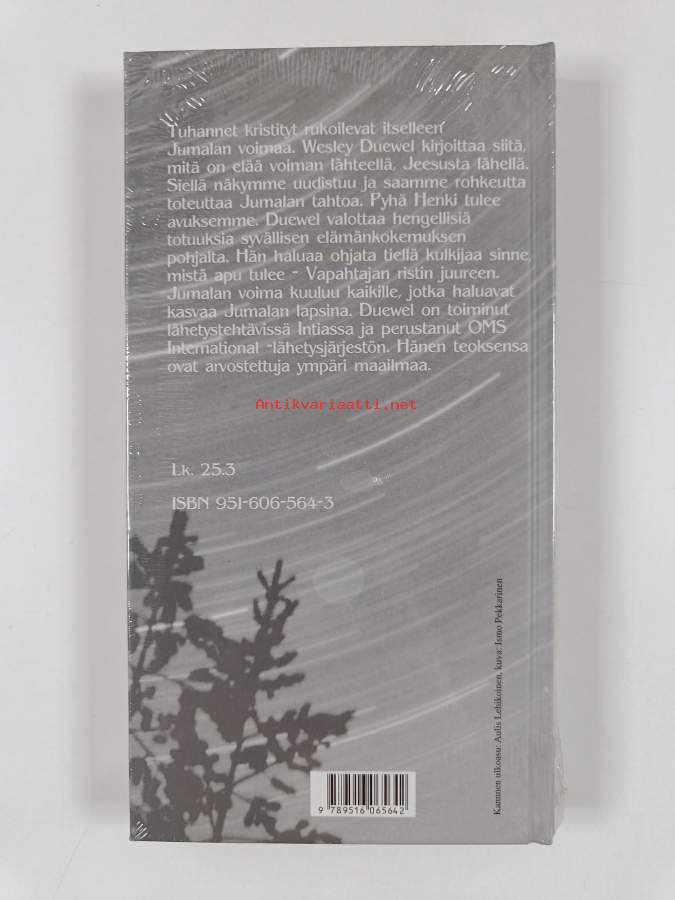 Tuhannet kristityt rukoilevat itselleen
Jumalan voimaa. Wesley Duewel kirjoittaa siitä,
mitä on elää voiman lähteellä, Jeesusta lähellä.
Siellä näkymme uudistuu ja saamme rohkeutta
toteuttaa Jumalan tahtoa. Pyhä Henki tulee
avuksemme. Duewel valottaa hengellisiä
totuuksia syvällisen elämänkokemuksen
pohjalta. Hän haluaa ohjata tiellä kulkijaa sinne,
mistä apu tulee - Vapahtajan ristin juureen.
Jumalan voima kuuluu kaikille, jotka haluavat
kasvaa Jumalan lapsina. Duewel on toiminut
lähetystehtävissä Intiassa ja perustanut OMS
International -lähetysjärjestön. Hänen teoksensa
ovat arvostettuja ympäri maailmaa.
Antikvariaatti.net
Lk. 25.3
ISBN 951-606-564-3
Kannnen ulkoasu: Aulis Lehikoinen, kuva: Ismo Pekkarinen
9 789516 065642